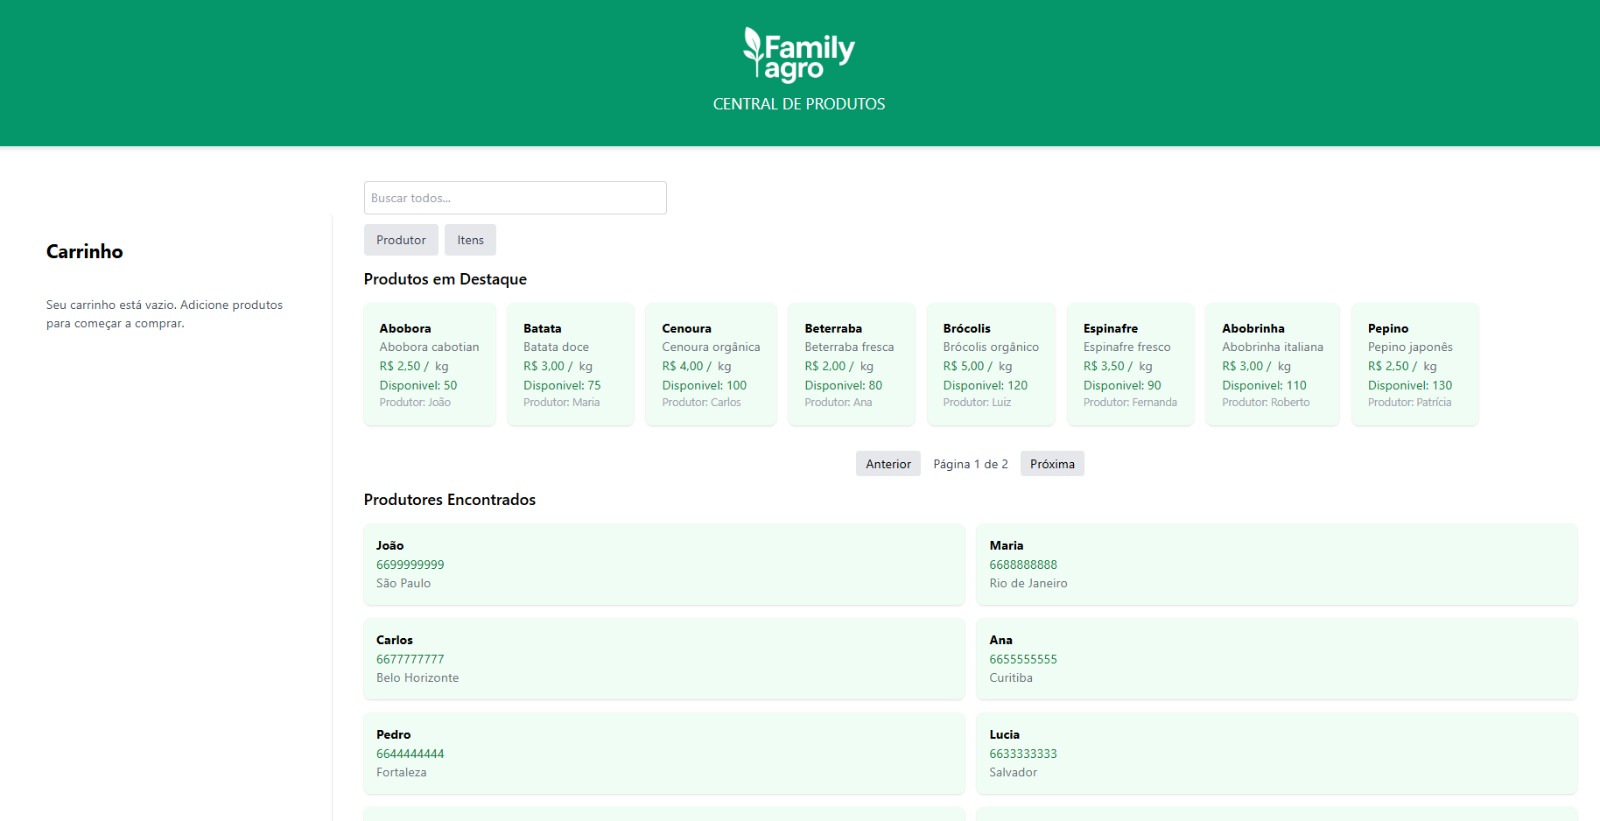 Family
agro
CENTRAL DE PRODUTOS
Buscar todos...
Produtor
Itens
Carrinho
Seu carrinho está vazio. Adicione produtos
para começar a comprar.
Produtos em Destaque
Abobora
Abobora cabotian
R$ 2,50 / kg
Disponivel: 50
Produtor: João
Batata
Batata doce
R$ 3,00 / kg
Disponivel: 75
Produtor: Maria
Cenoura
Cenoura orgânica
R$ 4,00 / kg
Disponivel: 100
Produtor: Carlos
Beterraba
Beterraba fresca
R$ 2,00 / kg
Disponivel: 80
Produtor: Ana
Brócolis
Brócolis orgânico
R$ 5,00 / kg
Disponivel: 120
Produtor: Luiz
Espinafre
Espinafre fresco
R$ 3,50 / kg
Disponivel: 90
Produtor: Fernanda
Abobrinha
Abobrinha italiana
R$ 3,00 / kg
Disponivel: 110
Produtor: Roberto
Pepino
Pepino japonês
R$ 2,50 / kg
Disponivel: 130
Produtor: Patrícia
Anterior
Página 1 de 2
Próxima
Produtores Encontrados
João
6699999999
São Paulo
Maria
6688888888
Rio de Janeiro
Carlos
6677777777
Belo Horizonte
Ana
6655555555
Curitiba
Pedro
6644444444
Fortaleza
Lucia
6633333333
Salvador